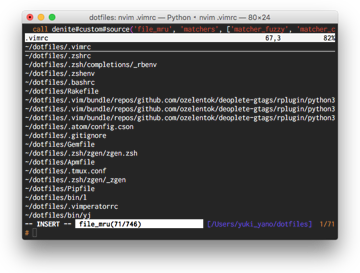 dotfiles: nvim .vimrc — Python • nvim .vimrc — 80×24
call denite#custom#source('file_mru', 'matchers', ['matcher_fuzzy', 'matcher_c
.vimrc 67,3 82%
~/dotfiles/.vimrc
~/dotfiles/.zshrc
~/dotfiles/.zsh/completions/_rbenv
~/dotfiles/.zshenv
~/dotfiles/.bashrc
~/dotfiles/Rakefile
~/dotfiles/.vim/bundle/repos/github.com/ozelentok/deoplete-gtags/rplugin/python3
~/dotfiles/.vim/bundle/repos/github.com/ozelentok/deoplete-gtags/rplugin/python3
~/dotfiles/.vim/bundle/repos/github.com/ozelentok/deoplete-gtags/rplugin/python3
~/dotfiles/.atom/config.cson
~/dotfiles/.gitignore
~/dotfiles/Gemfile
~/dotfiles/.zsh/zgen/zgen.zsh
~/dotfiles/Apmfile
~/dotfiles/.tmux.conf
~/dotfiles/.zsh/zgen/_zgen
~/dotfiles/Pipfile
~/dotfiles/bin/l
~/dotfiles/.vimperatorrc
~/dotfiles/bin/yj
-- INSERT -- file_mru(71/746) [/Users/yuki_yano/dotfiles] 1/71
#